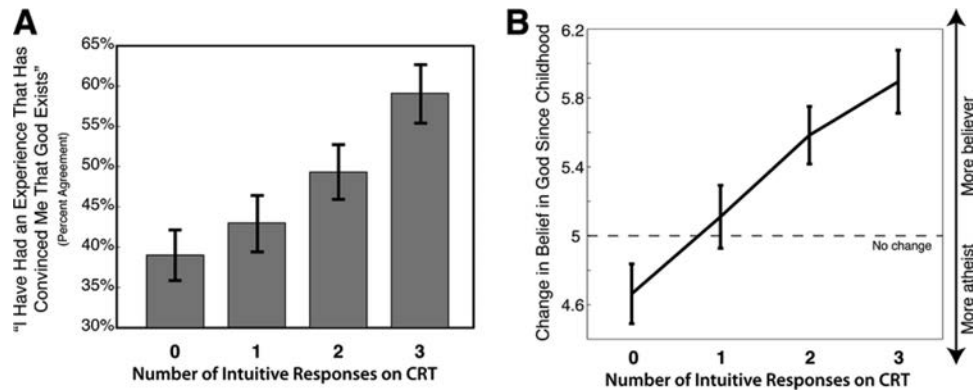 A
"I Have Had an Experience That Has
Convinced Me That God Exists"
(Percent Agreement)
65%
60%
55%
50%
45%
40%
35%
30%
0 1 2 3
Number of Intuitive Responses on CRT
B
Change in Belief in God Since Childhood
6.2
5.8
5.4
5
4.6
No change
0 1 2 3
Number of Intuitive Responses on CRT
More believer
More atheist